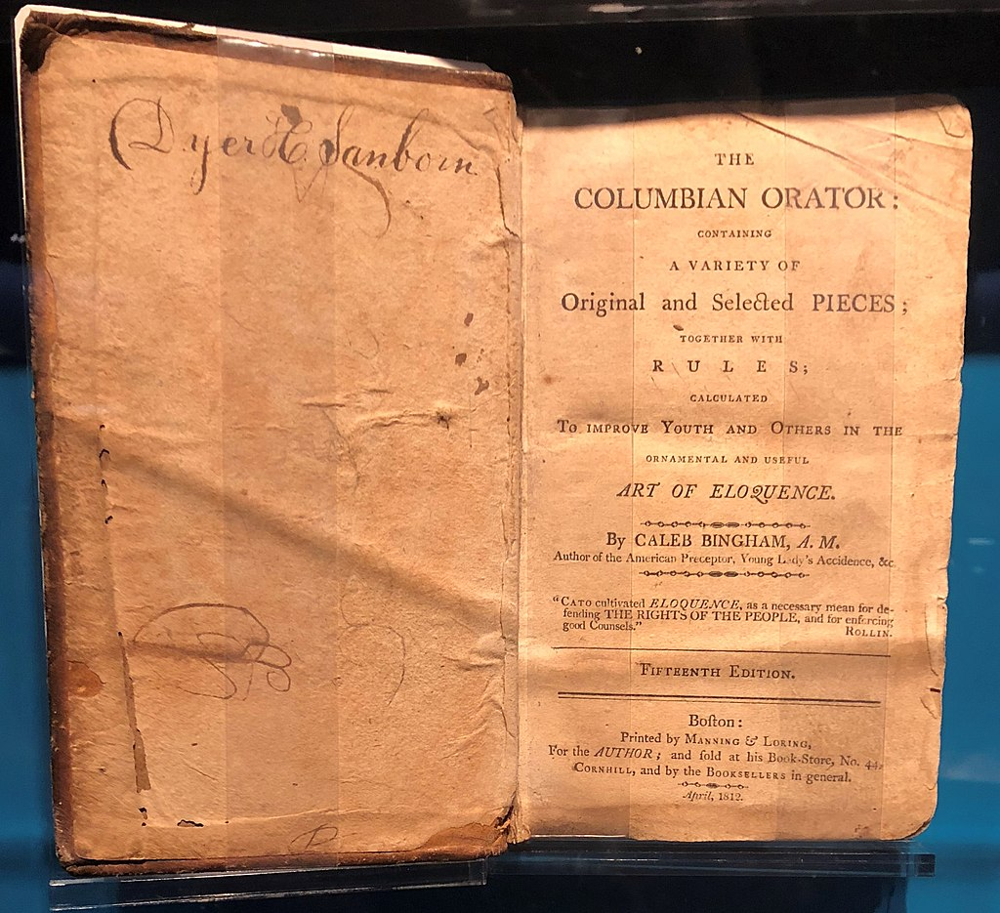 Dyer H. Sanborn
THE
COLUMBIAN ORATOR:
CONTAINING
A VARIETY OF
Original and Selected PIECES;
TOGETHER WITH
RULES;
CALCULATED
TO IMPROVE YOUTH AND OTHERS IN THE
ORNAMENTAL AND USEFUL
ART OF ELOQUENCE.
By CALEB BINGHAM, A. M.
Author of the American Preceptor, Young Lady's Accidence, &c.
"CATO cultivated ELOQUENCE, as a necessary mean for de-
fending THE RIGHTS OF THE PEOPLE, and for enforcing
good Counsels."
ROLLIN.
FIFTEENTH EDITION.
Boſton:
Printed by MANNING & LORING,
For the AUTHOR; and ſold at his Book-Store, No. 44,
CORNHILL, and by the BOOKSELLERS in general.
April, 1812.